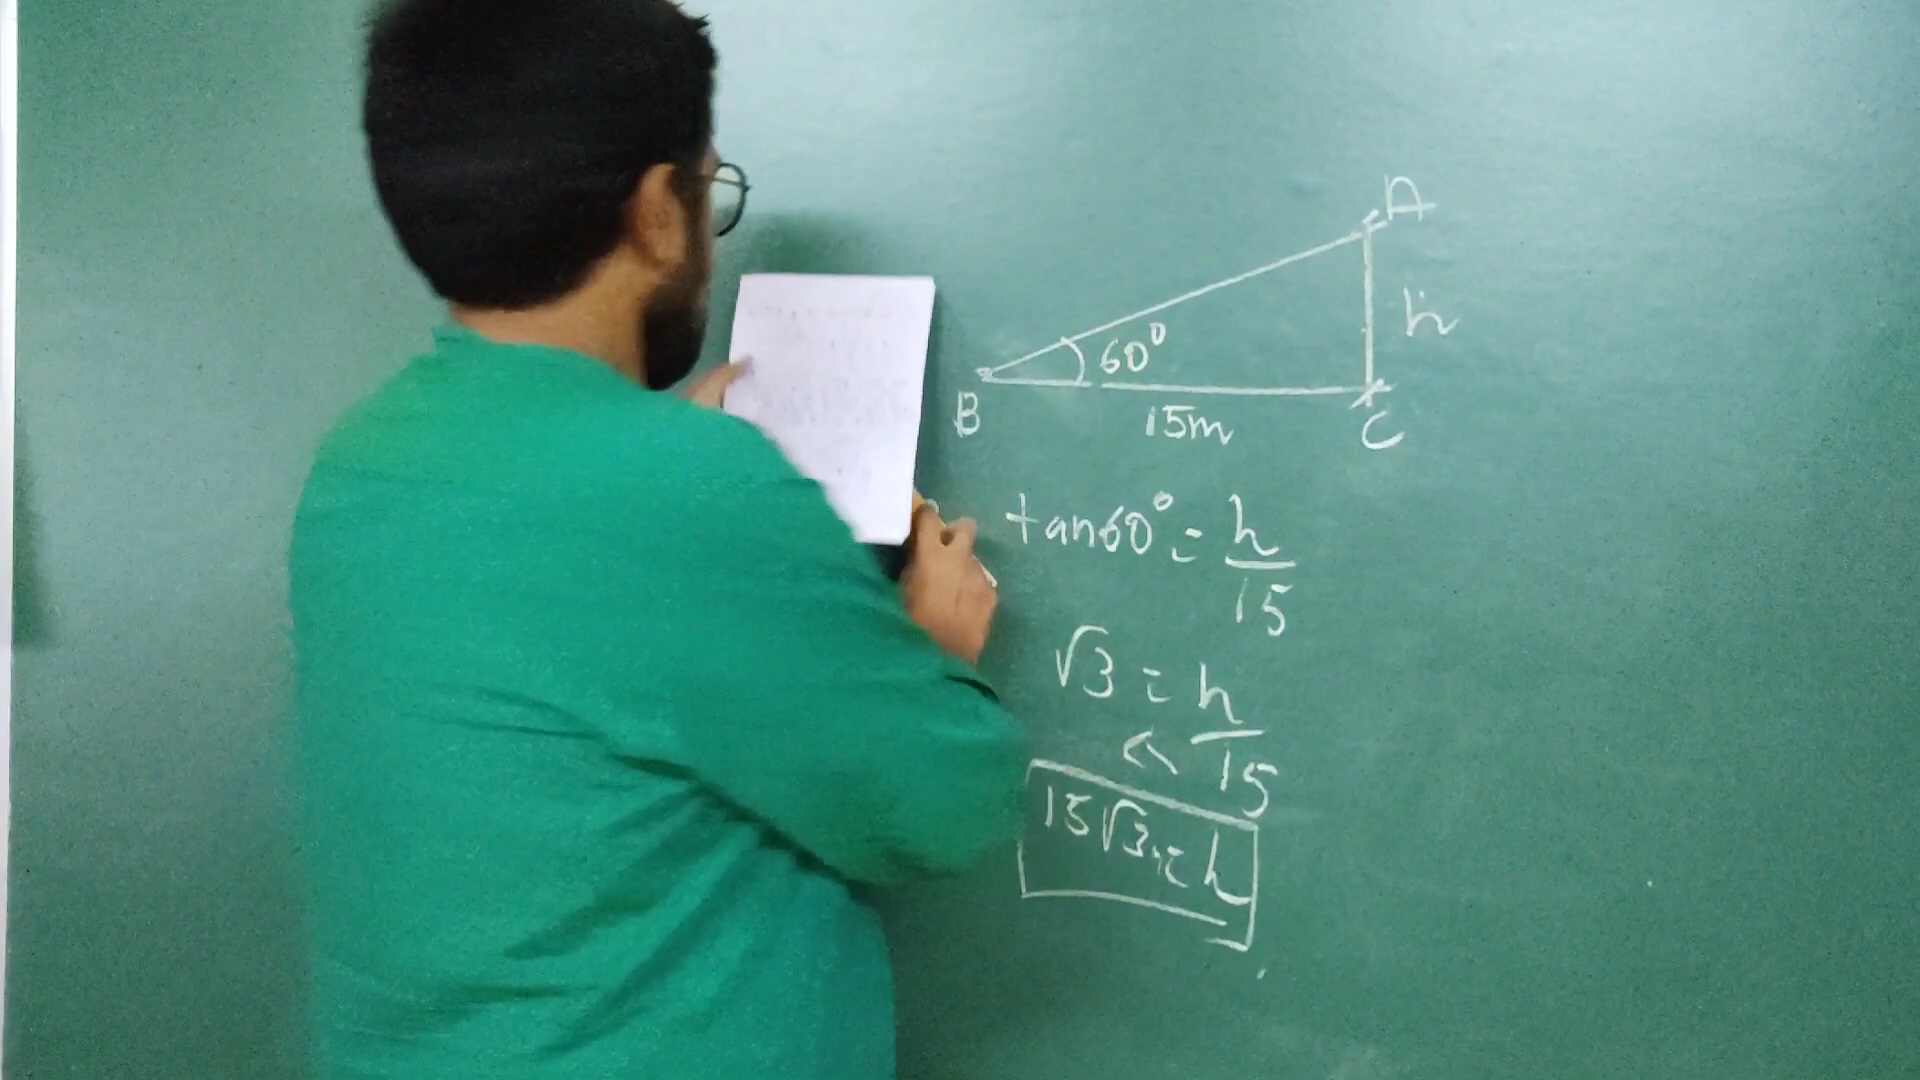 A
h
60°
B
15m
C
tan60° = h/15
√3 = h/15
15√3 = h